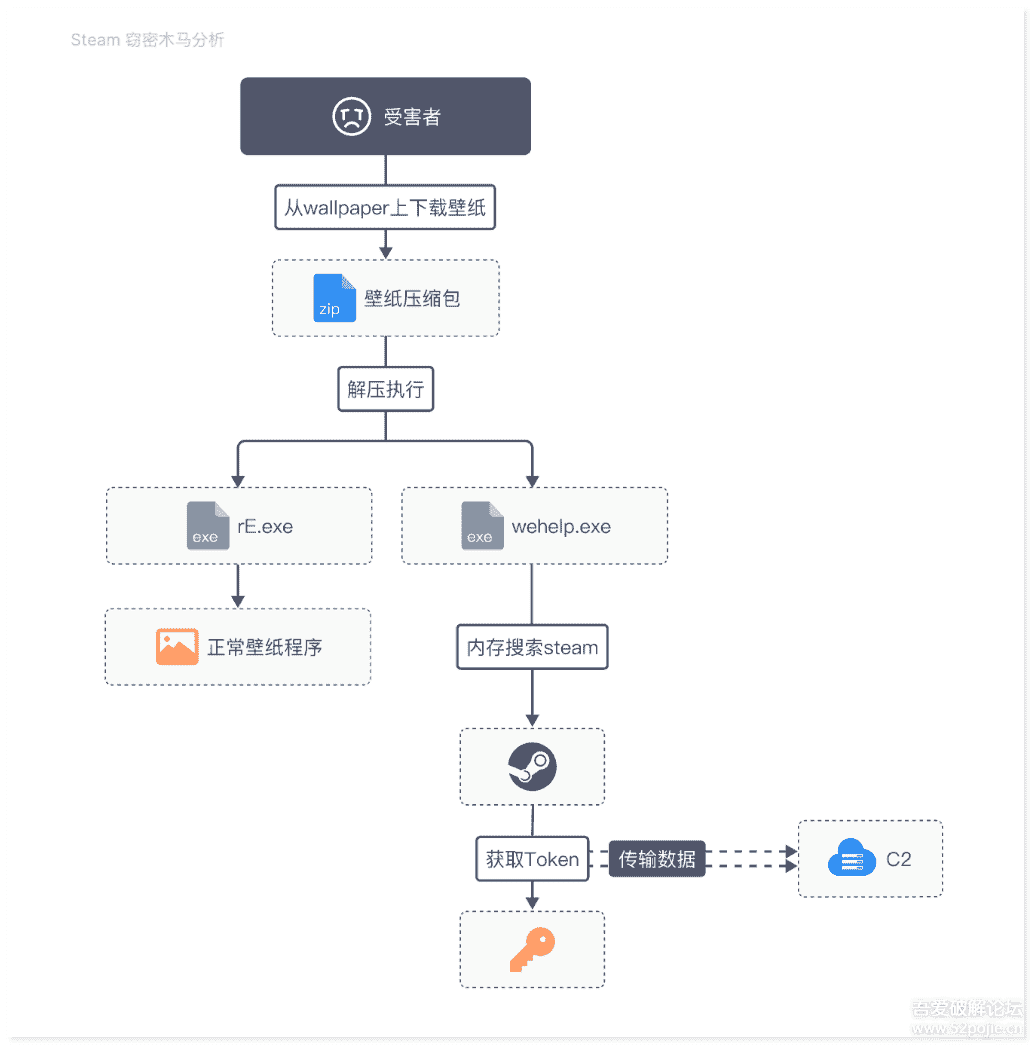 Steam 窃密木马分析
受害者
从wallpaper上下载壁纸
zip
壁纸压缩包
解压执行
exe
rE.exe
exe
wehelp.exe
正常壁纸程序
内存搜索steam
获取Token
传输数据
C2
吾爱破解论坛
www.52pojie.cn